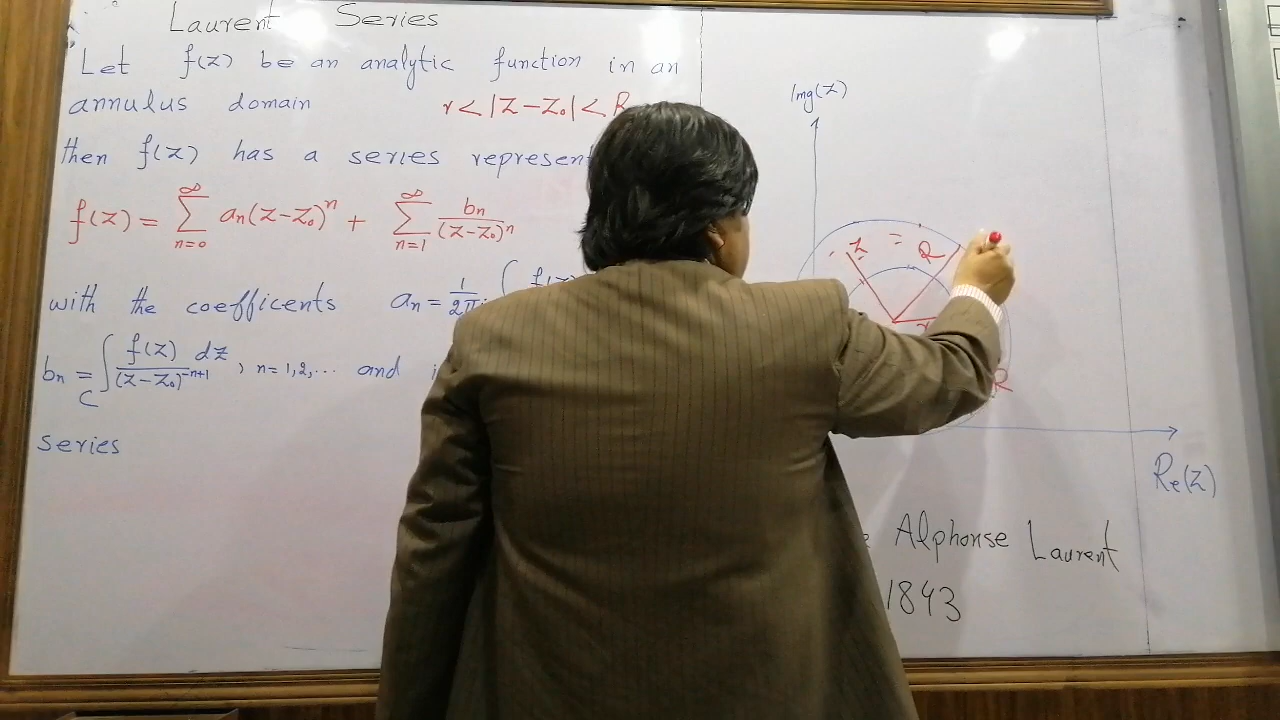 Laurent Series
Let f(z) be an analytic function in an
annulus domain r < |z - z₀| < R
then f(z) has a series represent
f(z) = ∞∑n=0 aₙ(z-z₀)ⁿ + ∞∑n=1 bₙ/(z-z₀)ⁿ
with the coefficents aₙ = 1/2πi ∫ f(z)
bₙ = ∫C f(z) dz/(z-z₀)⁻ⁿ⁺¹ , n=1,2,... and i
series
Img(z)
z R
r
R
Re(z)
Alphonse Laurent
1843